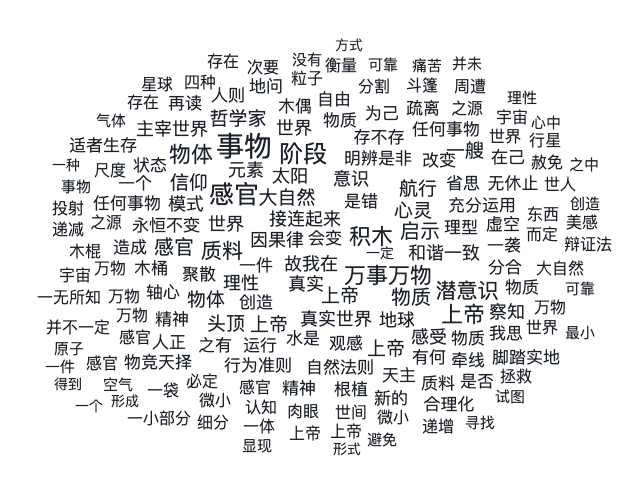 方式
存在 次要 没有 衡量 可靠 痛苦 并未
星球 四种 地问 粒子 分割 斗篷 周遭
存在 再读 人则 木偶 自由 疏离 之源 理性
气体 主宰世界 哲学家 世界 物质 为己 任何事物 宇宙 心中
适者生存 物体 事物 阶段 存不存 明辨是非 改变 一艘 世界 行星
一种 尺度 状态 元素 太阳 意识 在己 赦免 之中
事物 一个 信仰 感官 大自然 航行 省思 无休止 世人
投射 任何事物 模式 是错 心灵 充分运用 东西 创造
递减 之源 永恒不变 世界 接连起来 积木 启示 理型 虚空 美感
木棍 造成 感官 质料 因果律 会变 一定 和谐一致 一袭 而定 辩证法
宇宙 万物 木桶 聚散 一件 故我在 万事万物 分合 大自然
一无所知 万物 轴心 物体 理性 创造 真实 上帝 物质 潜意识 物质 可靠
并不一定 万物 精神 头顶 上帝 真实世界 地球 上帝 察知 万物
原子 感官 人正 之有 运行 水是 观感 上帝 感受 物质 我思 世界 最小
一件 感官 物竞天择 行为准则 自然法则 有何 牵线 脚踏实地
得到 空气 一袋 必定 感官 精神 根植 天主 质料 是否 拯救
一个 形成 微小 认知 肉眼 世间 新的 合理化 试图
一小部分 细分 一体 上帝 上帝 微小 递增 寻找
显现 形式 避免